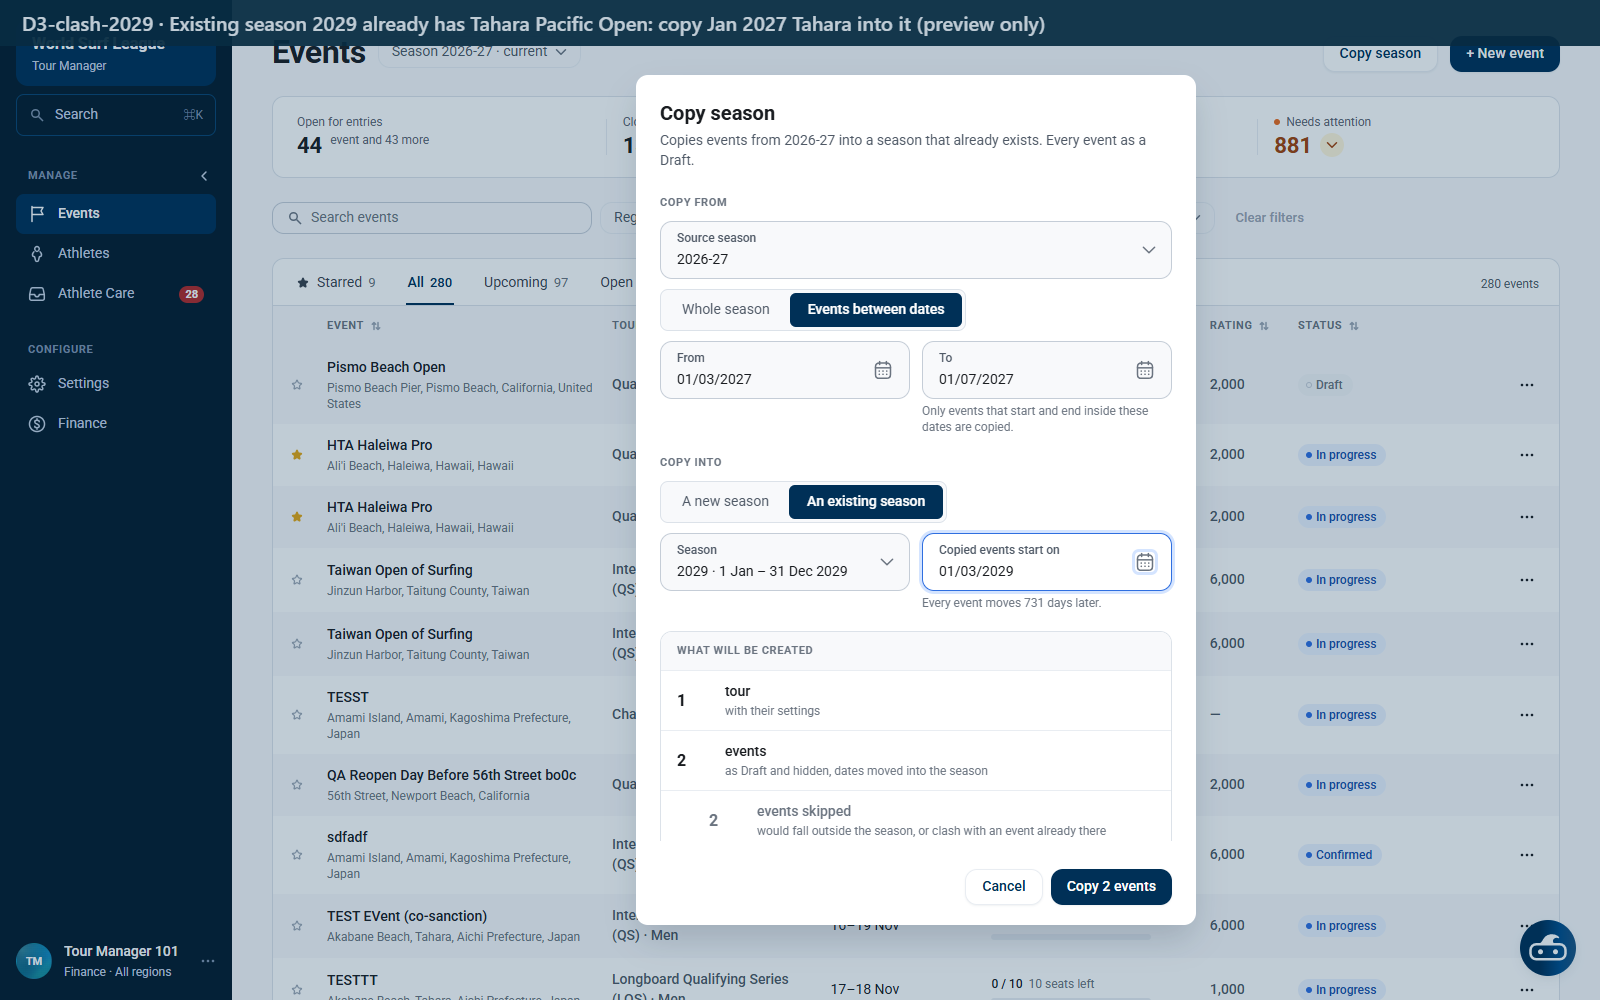 D3-clash-2029 · Existing season 2029 already has Tahara Pacific Open: copy Jan 2027 Tahara into it (preview only)
World Surf League
Tour Manager
Search ⌘K
MANAGE
Events
Athletes
Athlete Care 28
CONFIGURE
Settings
Finance
TM
Tour Manager 101
Finance · All regions
Events
Season 2026-27 · current
Copy season
+ New event
Open for entries
44 event and 43 more
Needs attention
881
Search events
Clear filters
Starred 9
All 280
Upcoming 97
Open
280 events
EVENT
RATING
STATUS
Pismo Beach Open
Pismo Beach Pier, Pismo Beach, California, United
States
2,000
Draft
HTA Haleiwa Pro
Ali'i Beach, Haleiwa, Hawaii, Hawaii
2,000
In progress
HTA Haleiwa Pro
Ali'i Beach, Haleiwa, Hawaii, Hawaii
2,000
In progress
Taiwan Open of Surfing
Jinzun Harbor, Taitung County, Taiwan
6,000
In progress
Taiwan Open of Surfing
Jinzun Harbor, Taitung County, Taiwan
6,000
In progress
TESST
Amami Island, Amami, Kagoshima Prefecture,
Japan
—
In progress
QA Reopen Day Before 56th Street bo0c
56th Street, Newport Beach, California
2,000
In progress
sdfadf
Amami Island, Amami, Kagoshima Prefecture,
Japan
6,000
Confirmed
TEST EVent (co-sanction)
Akabane Beach, Tahara, Aichi Prefecture, Japan
(QS) · Men
16–19 Nov
6,000
In progress
TESTTT
Akabane Beach, Tahara, Aichi Prefecture, Japan
Longboard Qualifying Series
(LQS) · Men
17–18 Nov
0 / 10 10 seats left
1,000
In progress
Copy season
Copies events from 2026-27 into a season that already exists. Every event as a
Draft.
COPY FROM
Source season
2026-27
Whole season
Events between dates
From
01/03/2027
To
01/07/2027
Only events that start and end inside these
dates are copied.
COPY INTO
A new season
An existing season
Season
2029 · 1 Jan – 31 Dec 2029
Copied events start on
01/03/2029
Every event moves 731 days later.
WHAT WILL BE CREATED
1 tour
with their settings
2 events
as Draft and hidden, dates moved into the season
2 events skipped
would fall outside the season, or clash with an event already there
Cancel
Copy 2 events